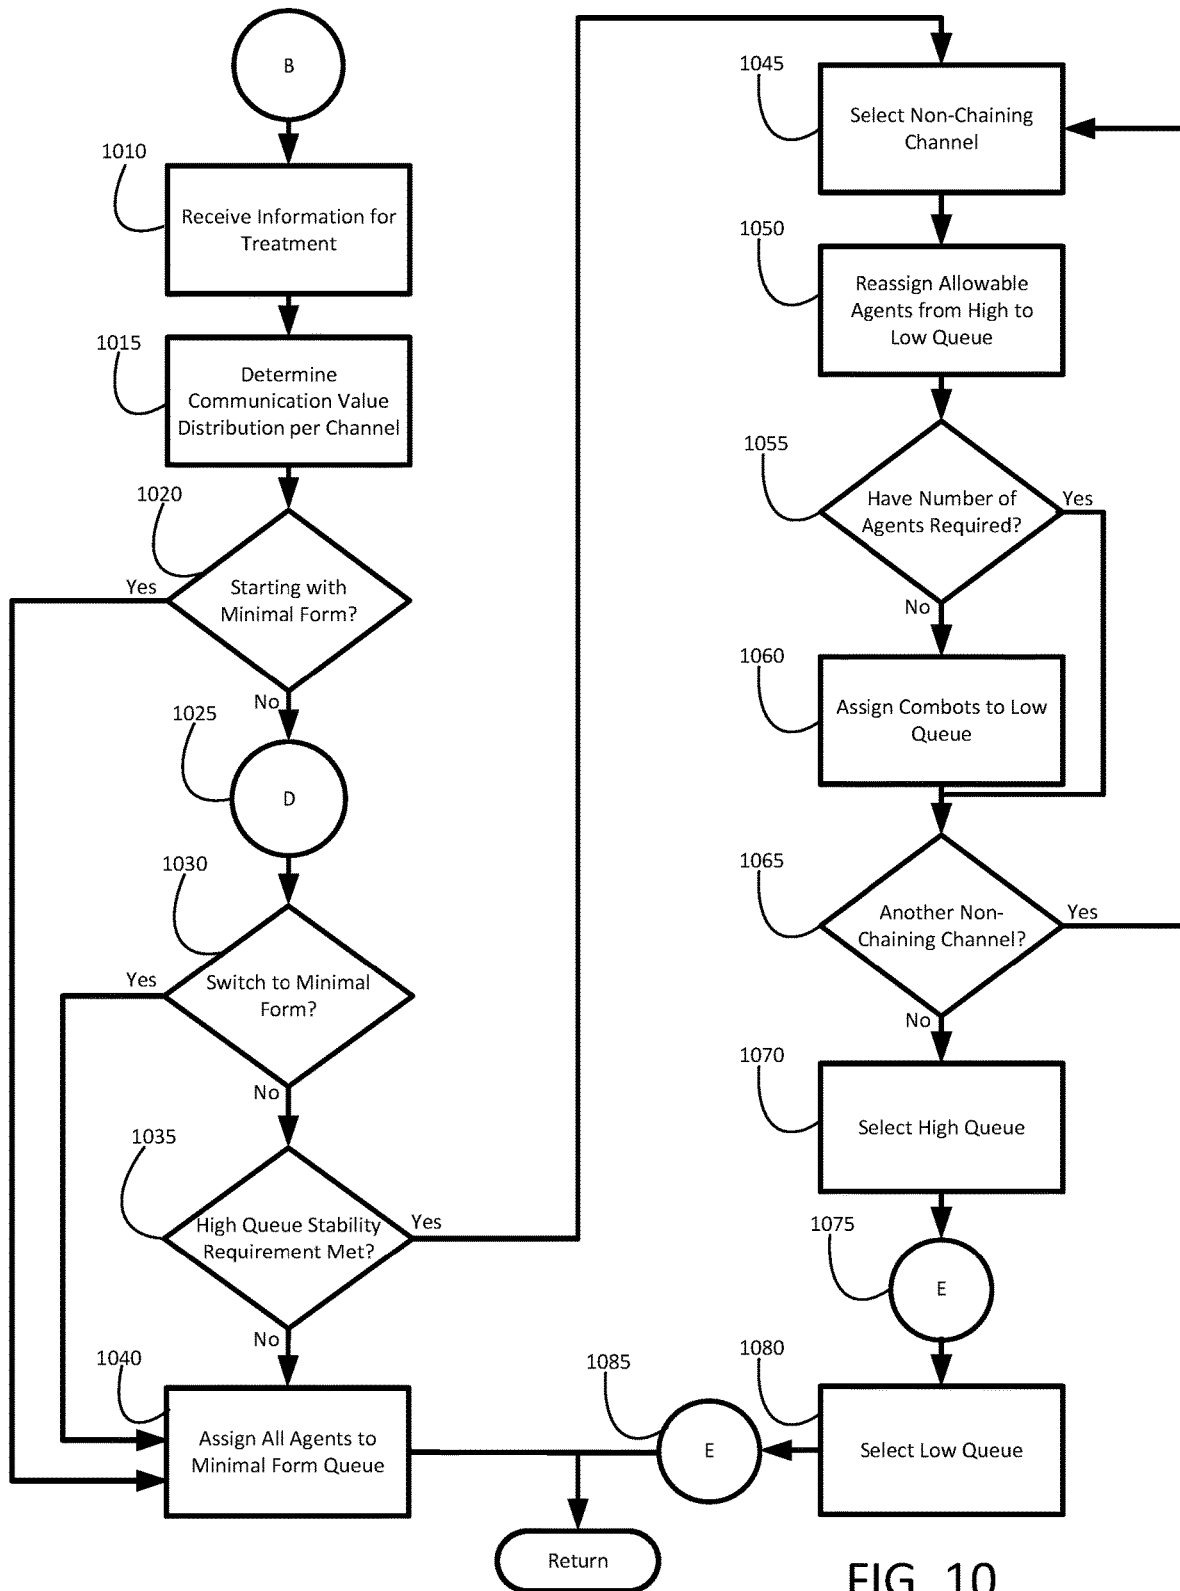 B
1010
Receive Information for
Treatment
1015
Determine
Communication Value
Distribution per Channel
1020
Yes
Starting with
Minimal Form?
No
1025
D
1030
Yes
Switch to Minimal
Form?
No
1035
High Queue Stability
Requirement Met?
Yes
No
1040
Assign All Agents to
Minimal Form Queue
1045
Select Non-Chaining
Channel
1050
Reassign Allowable
Agents from High to
Low Queue
1055
Have Number of
Agents Required?
Yes
No
1060
Assign Combots to Low
Queue
1065
Another Non-
Chaining Channel?
Yes
No
1070
Select High Queue
1075
E
1080
Select Low Queue
1085
E
Return
FIG. 10